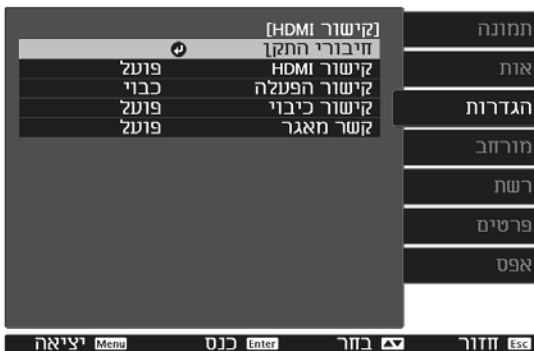 תמונה
אות
הגדרות
מורחב
רשת
פרטים
אפס
[קישור HDMI]
חיבורי התקן
קישור HDMI פועל
קישור הפעלה כבוי
קישור כיבוי פועל
קשר מאגר פועל
Esc חזור בחר Enter כנס Menu יציאה